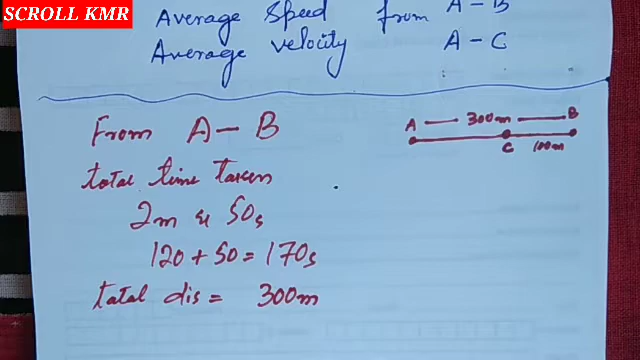 SCROLL KMR
Average Speed from A-B
Average velocity A-C
From A-B
A — 300m — B
C 100m
total time taken
2m & 50s
120 + 50 = 170s
tatal dis = 300m